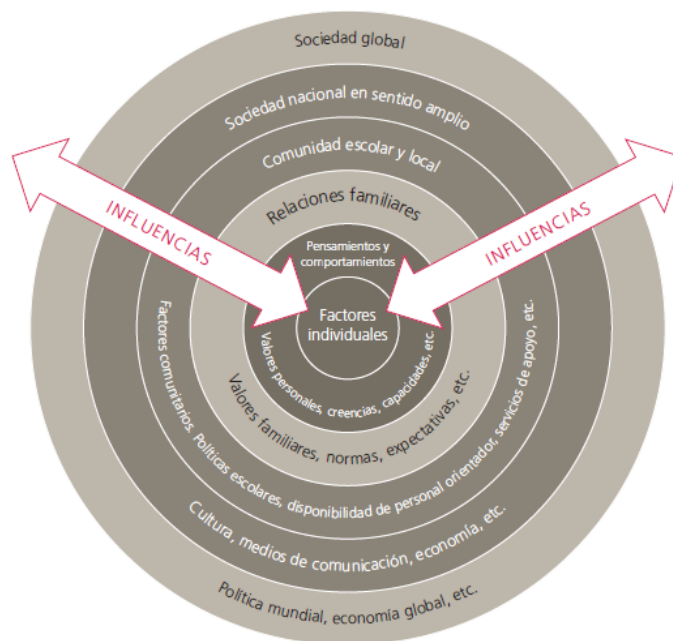 Sociedad global
Sociedad nacional en sentido amplio
Comunidad escolar y local
Relaciones familiares
INFLUENCIAS
INFLUENCIAS
Pensamientos y
comportamientos
Factores
individuales
Valores personales, creencias, capacidades, etc.
Valores familiares, normas, expectativas, etc.
Factores comunitarios. Políticas escolares, disponibilidad de personal orientador, servicios de apoyo, etc.
Cultura, medios de comunicación, economía, etc.
Política mundial, economía global, etc.